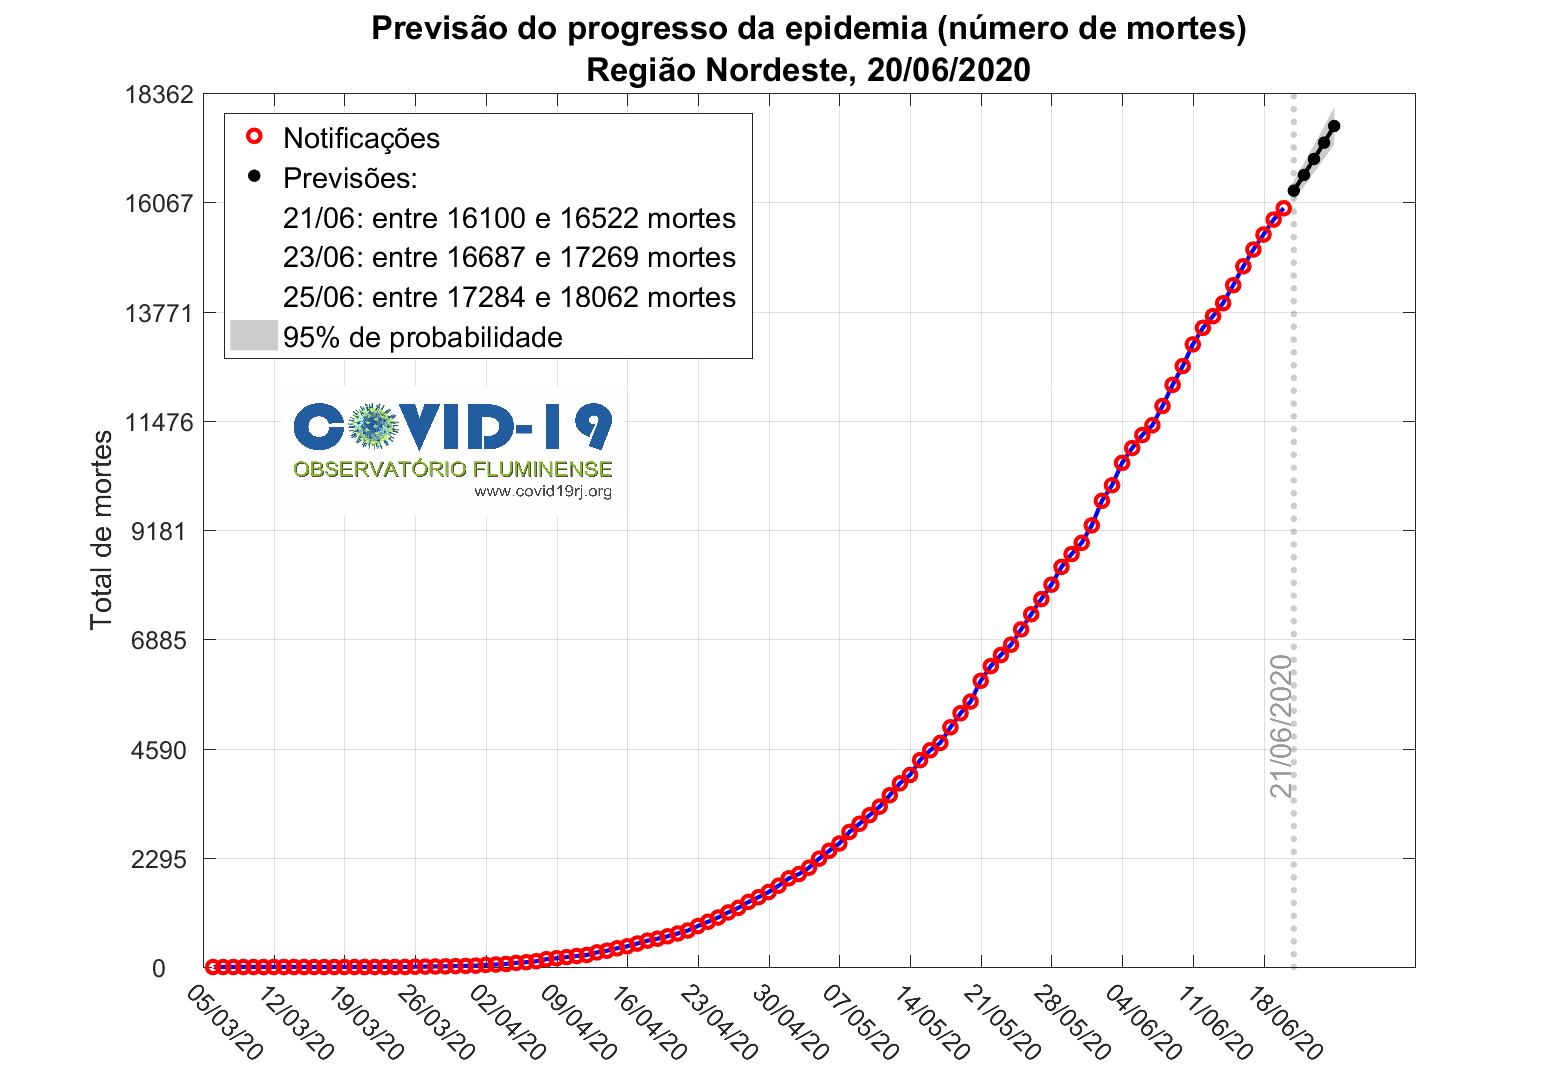 Previsão do progresso da epidemia (número de mortes)
Região Nordeste, 20/06/2020
18362
16067
13771
11476
9181
6885
4590
2295
0
Total de mortes
Notificações
Previsões:
21/06: entre 16100 e 16522 mortes
23/06: entre 16687 e 17269 mortes
25/06: entre 17284 e 18062 mortes
95% de probabilidade
COVID-19
OBSERVATÓRIO FLUMINENSE
www.covid19rj.org
21/06/2020
05/03/20
12/03/20
19/03/20
26/03/20
02/04/20
09/04/20
16/04/20
23/04/20
30/04/20
07/05/20
14/05/20
21/05/20
28/05/20
04/06/20
11/06/20
18/06/20